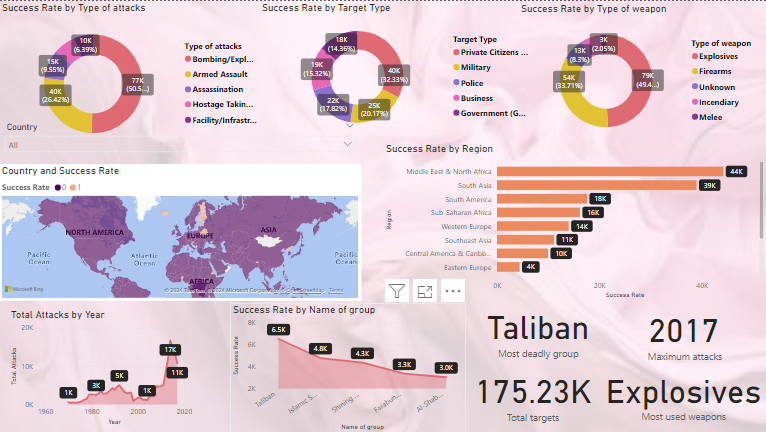 Success Rate by Type of attacks
10K
(6.39%)
15K
(9.55%)
40K
(26.42%)
77K
(50.5...)
Type of attacks
Bombing/Expl...
Armed Assault
Assassination
Hostage Takin...
Facility/Infrastr...
Success Rate by Target Type
18K
(14.36%)
19K
(15.32%)
22K
(17.82%)
25K
(20.17%)
40K
(32.33%)
Target Type
Private Citizens ...
Military
Police
Business
Government (G...
Success Rate by Type of weapon
3K
(2.05%)
13K
(8.3%)
54K
(33.71%)
79K
(49.4...)
Type of weapon
Explosives
Firearms
Unknown
Incendiary
Melee
Country
All
Country and Success Rate
Success Rate 0 1
NORTH AMERICA
EUROPE
ASIA
AFRICA
Pacific
Ocean
Atlantic
Ocean
Pacific
Ocean
Microsoft Bing
Terms
Success Rate by Region
Region
Middle East & North Africa 44K
South Asia 39K
South America 18K
Sub-Saharan Africa 16K
Western Europe 14K
Southeast Asia 11K
Central America & Caribb... 10K
Eastern Europe 4K
0K 20K 40K
Success Rate
Total Attacks by Year
Total Attacks
20K
10K
0K
1K
3K
5K
1K
17K
11K
1960 1980 2000 2020
Year
Success Rate by Name of group
Success Rate
8K
6K
4K
2K
6.5K
4.8K
4.3K
3.3K
3.0K
Taliban
Islamic S...
Shining ...
Farabun...
Al-Shab...
Name of group
Taliban
Most deadly group
2017
Maximum attacks
175.23K
Total targets
Explosives
Most used weapons